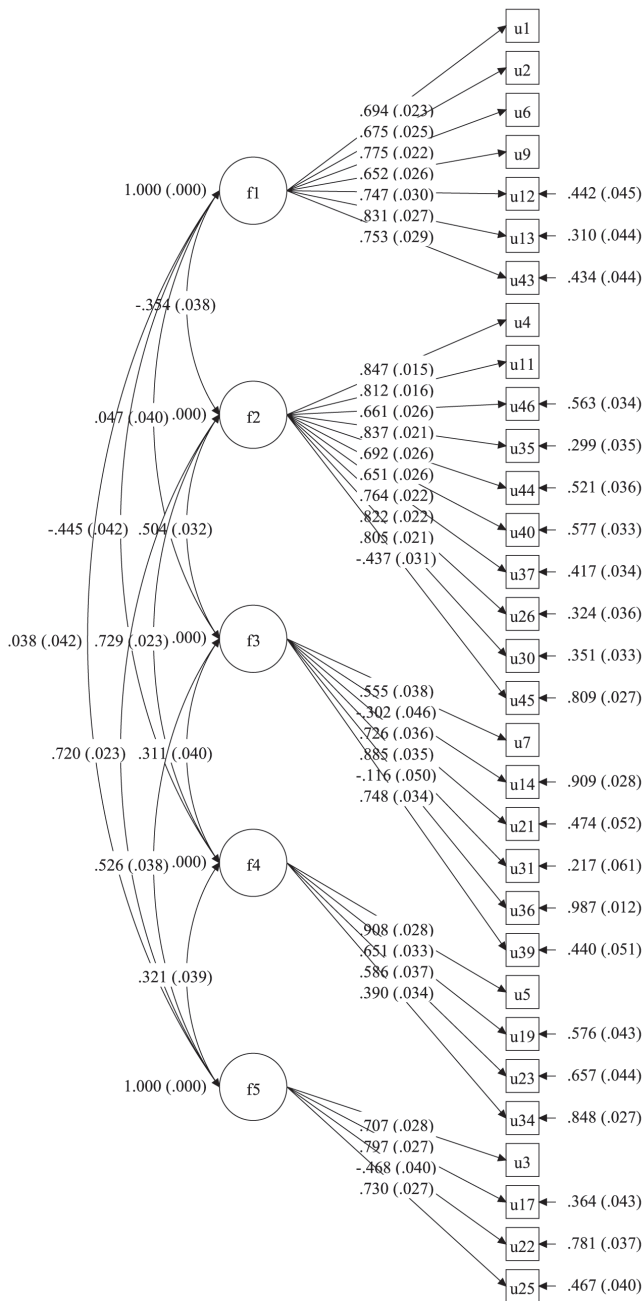 u1
u2
.694 (.023)
u6
.675 (.025)
.775 (.022)
u9
.652 (.026)
1.000 (.000)
f1
.747 (.030)
u12
.442 (.045)
.831 (.027)
u13
.310 (.044)
.753 (.029)
u43
.434 (.044)
-.354 (.038)
u4
u11
.847 (.015)
.812 (.016)
.661 (.026)
u46
.563 (.034)
.047 (.040)
.000)
f2
.837 (.021)
u35
.299 (.035)
.692 (.026)
.651 (.026)
u44
.521 (.036)
.764 (.022)
.822 (.022)
u40
.577 (.033)
-.445 (.042)
.504 (.032)
.805 (.021)
-.437 (.031)
u37
.417 (.034)
u26
.324 (.036)
.038 (.042)
.729 (.023)
.000)
f3
u30
.351 (.033)
.555 (.038)
u45
.809 (.027)
-.302 (.046)
.726 (.036)
u7
.720 (.023)
.311 (.040)
.885 (.035)
-.116 (.050)
u14
.909 (.028)
.748 (.034)
u21
.474 (.052)
.526 (.038)
.000)
f4
u31
.217 (.061)
u36
.987 (.012)
.908 (.028)
u39
.440 (.051)
.651 (.033)
.321 (.039)
.586 (.037)
u5
.390 (.034)
u19
.576 (.043)
u23
.657 (.044)
1.000 (.000)
f5
u34
.848 (.027)
.707 (.028)
.797 (.027)
u3
-.468 (.040)
.730 (.027)
u17
.364 (.043)
u22
.781 (.037)
u25
.467 (.040)